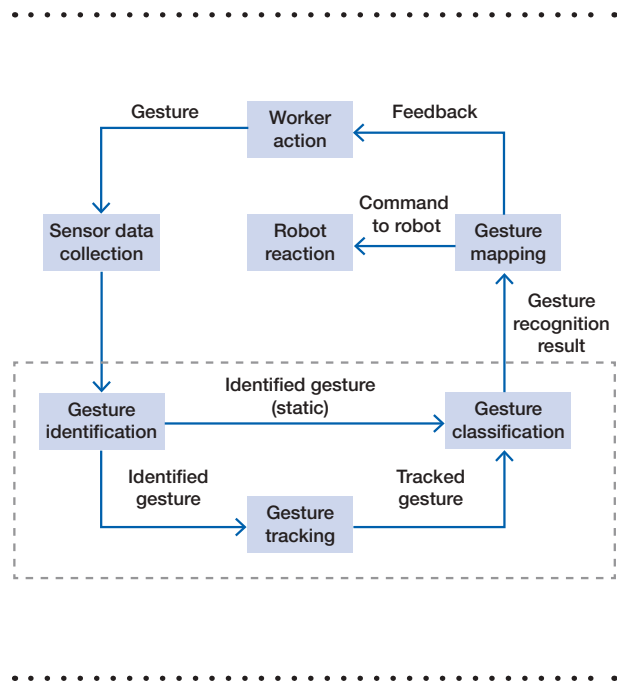 Gesture
Worker
action
Feedback
Sensor data
collection
Robot
reaction
Command
to robot
Gesture
mapping
Gesture
recognition
result
Gesture
identification
Identified gesture
(static)
Gesture
classification
Identified
gesture
Gesture
tracking
Tracked
gesture